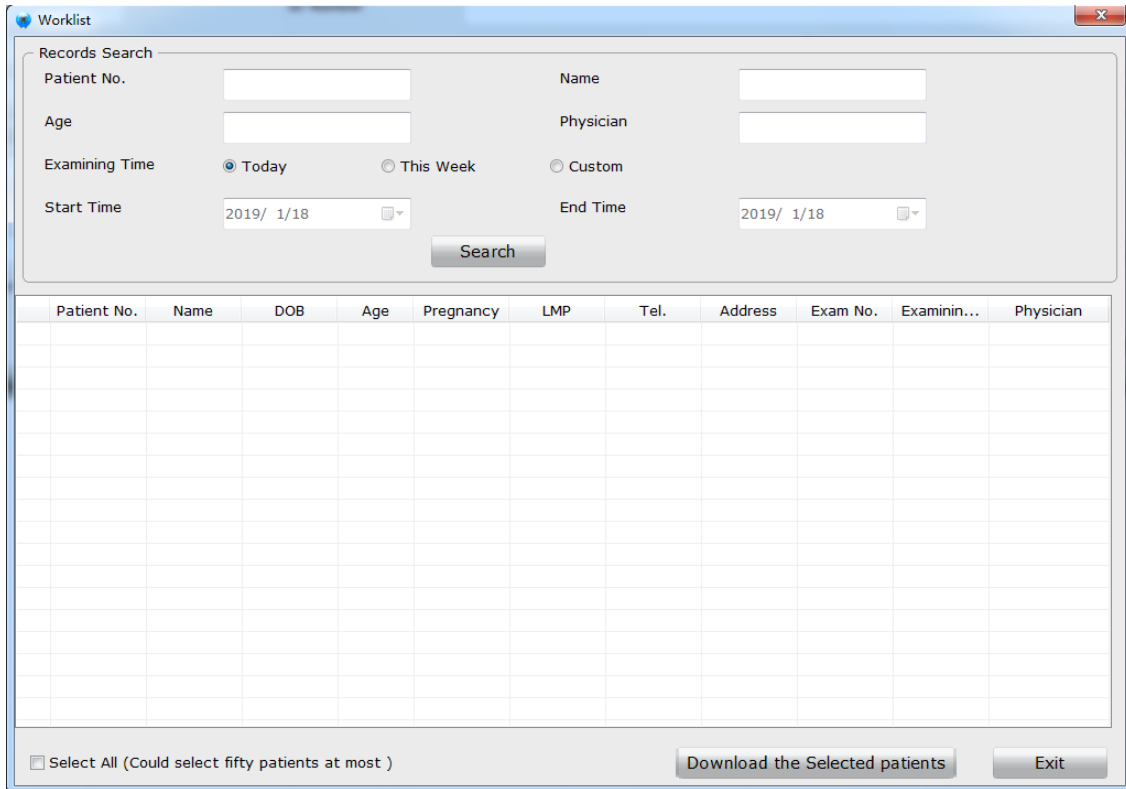 Worklist
Records Search
Patient No. Name
Age Physician
Examining Time Today This Week Custom
Start Time 2019/ 1/18 End Time 2019/ 1/18
Search
Patient No. Name DOB Age Pregnancy LMP Tel. Address Exam No. Examinin... Physician
Select All (Could select fifty patients at most ) Download the Selected patients Exit